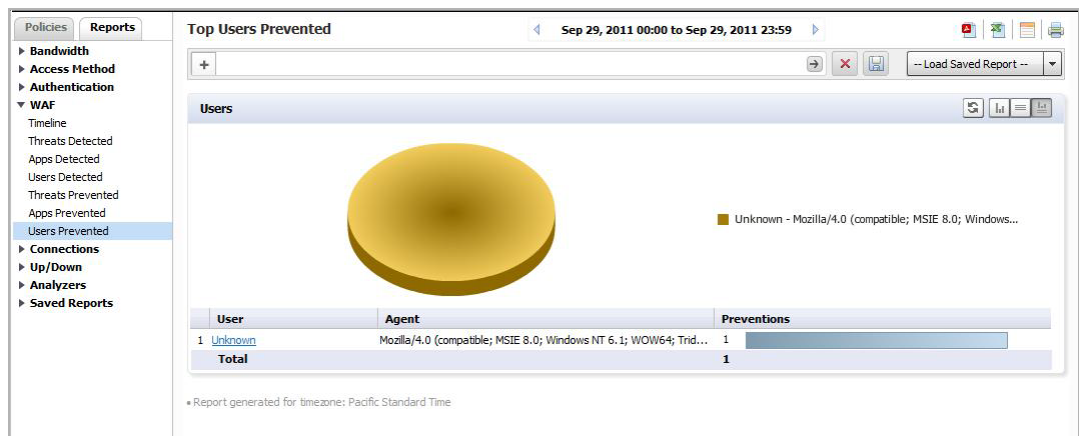 Policies Reports
Bandwidth
Access Method
Authentication
WAF
Timeline
Threats Detected
Apps Detected
Users Detected
Threats Prevented
Apps Prevented
Users Prevented
Connections
Up/Down
Analyzers
Saved Reports
Top Users Prevented
Sep 29, 2011 00:00 to Sep 29, 2011 23:59
+
-- Load Saved Report --
Users
Unknown - Mozilla/4.0 (compatible; MSIE 8.0; Windows...
User Agent Preventions
1 Unknown Mozilla/4.0 (compatible; MSIE 8.0; Windows NT 6.1; WOW64; Trid... 1
Total 1
• Report generated for timezone: Pacific Standard Time